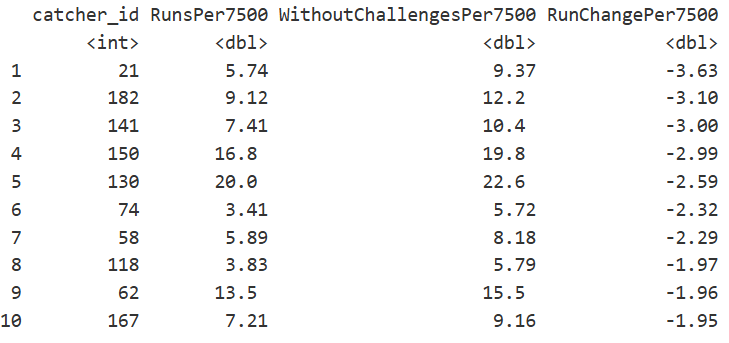 catcher_id RunsPer7500 WithoutChallengesPer7500 RunChangePer7500
<int> <dbl> <dbl> <dbl>
1 21 5.74 9.37 -3.63
2 182 9.12 12.2 -3.10
3 141 7.41 10.4 -3.00
4 150 16.8 19.8 -2.99
5 130 20.0 22.6 -2.59
6 74 3.41 5.72 -2.32
7 58 5.89 8.18 -2.29
8 118 3.83 5.79 -1.97
9 62 13.5 15.5 -1.96
10 167 7.21 9.16 -1.95